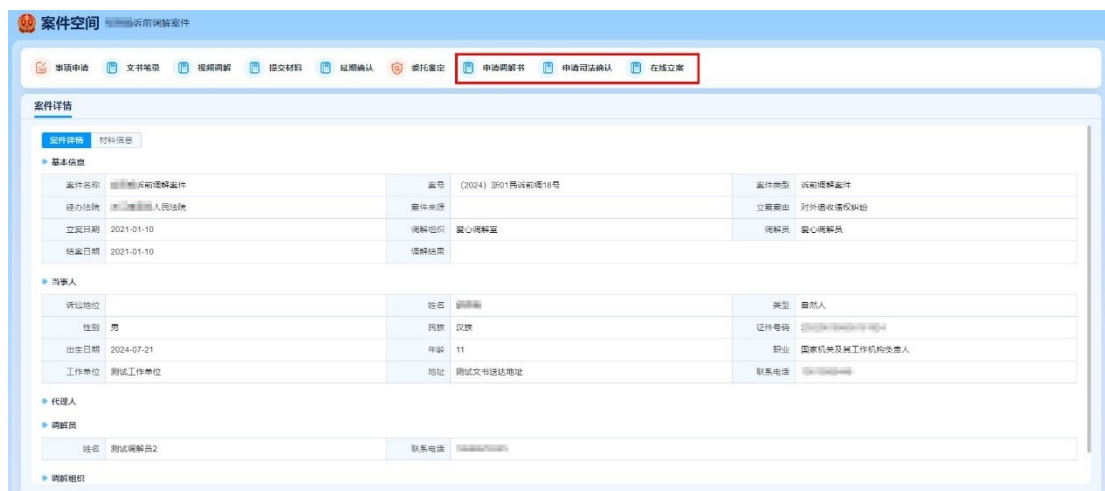 案件空间 诉前调解案件
事项申请 文书笔录 视频调解 提交材料 延期确认 委托鉴定 申请调解书 申请司法确认 在线立案
案件详情
案件详情 材料信息
基本信息
案件名称 诉前调解案件 案号 (2024) 浙01民诉前调18号 案件类型 诉前调解案件
经办法院 人民法院 案件来源 立案案由 对外追收债权纠纷
立案日期 2021-01-10 调解组织 爱心调解室 调解员 爱心调解员
结案日期 2021-01-10 调解结果
当事人
诉讼地位 姓名 类型 自然人
性别 男 民族 汉族 证件号码
出生日期 2024-07-21 年龄 11 职业 国家机关及其工作机构负责人
工作单位 测试工作单位 地址 测试文书送达地址 联系电话
代理人
调解员
姓名 测试调解员2 联系电话
调解组织